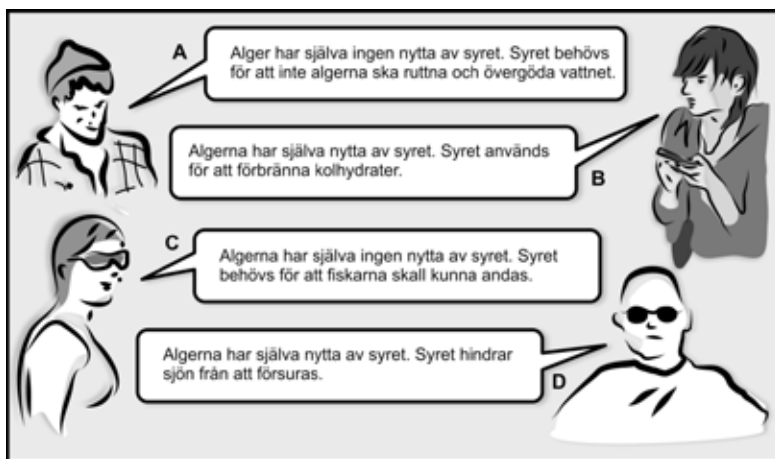 A
Alger har själva ingen nytta av syret. Syret behövs
för att inte algerna ska ruttna och övergöda vattnet.
Algerna har själva nytta av syret. Syret används
för att förbränna kolhydrater.
B
C
Algerna har själva ingen nytta av syret. Syret
behövs för att fiskarna skall kunna andas.
Algerna har själva nytta av syret. Syret hindrar
sjön från att försuras.
D